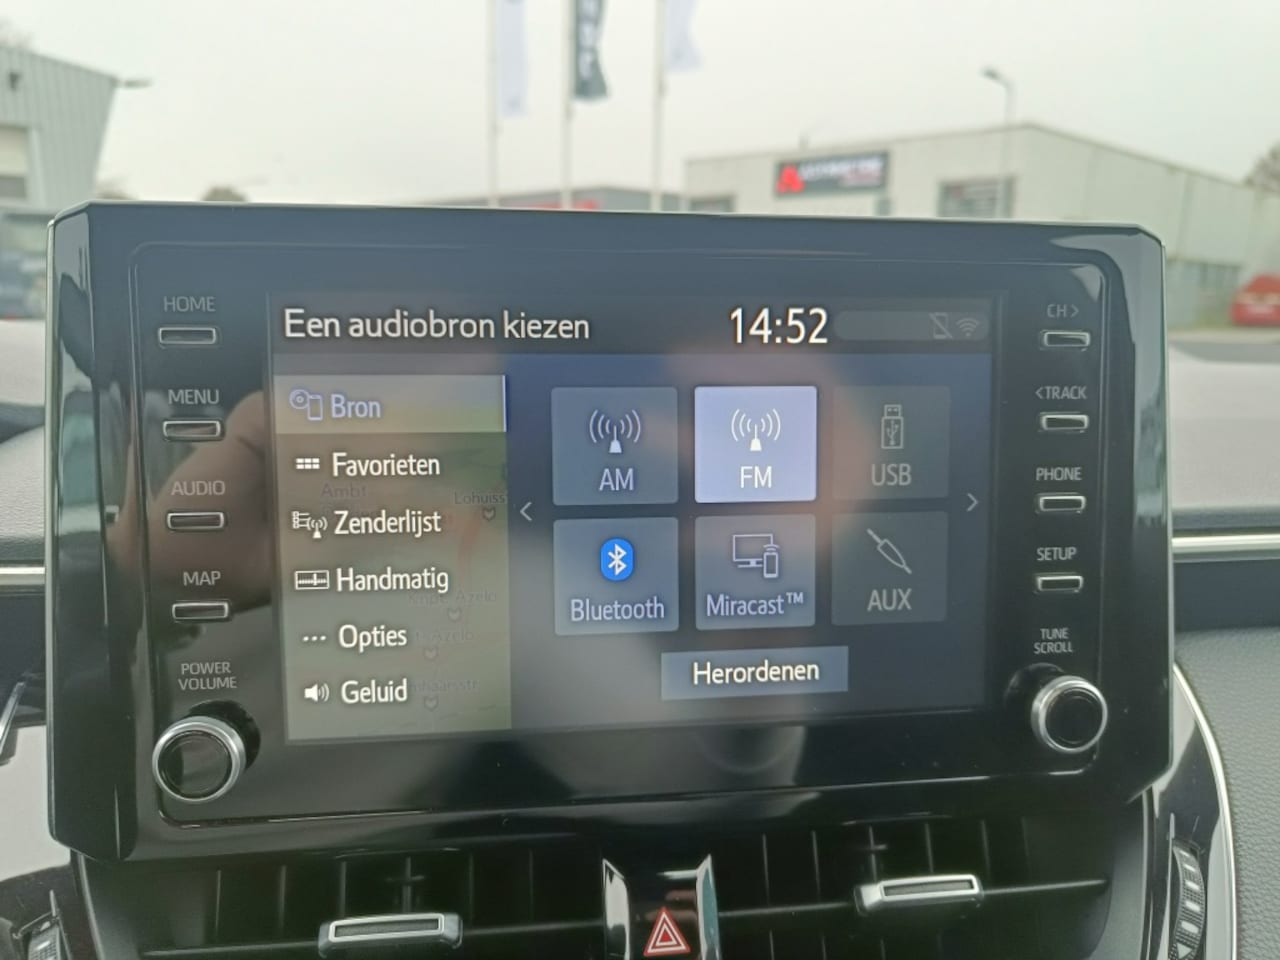 HOME
MENU
AUDIO
MAP
POWER
VOLUME
Een audiobron kiezen
14:52
Bron
Favorieten
Zenderlijst
Handmatig
Opties
Geluid
AM
FM
USB
Bluetooth
Miracast™
AUX
Herordenen
CH >
< TRACK
PHONE
SETUP
TUNE
SCROLL